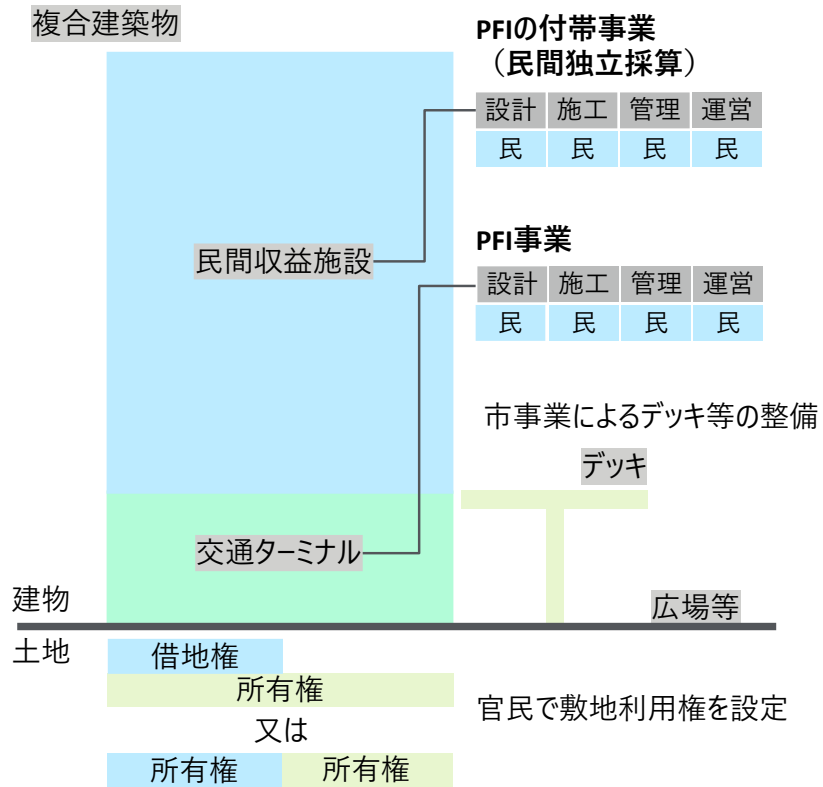 複合建築物
PFIの付帯事業
（民間独立採算）
設計 施工 管理 運営
民 民 民 民
民間収益施設
PFI事業
設計 施工 管理 運営
民 民 民 民
市事業によるデッキ等の整備
デッキ
交通ターミナル
建物
広場等
土地
借地権
所有権
官民で敷地利用権を設定
又は
所有権 所有権